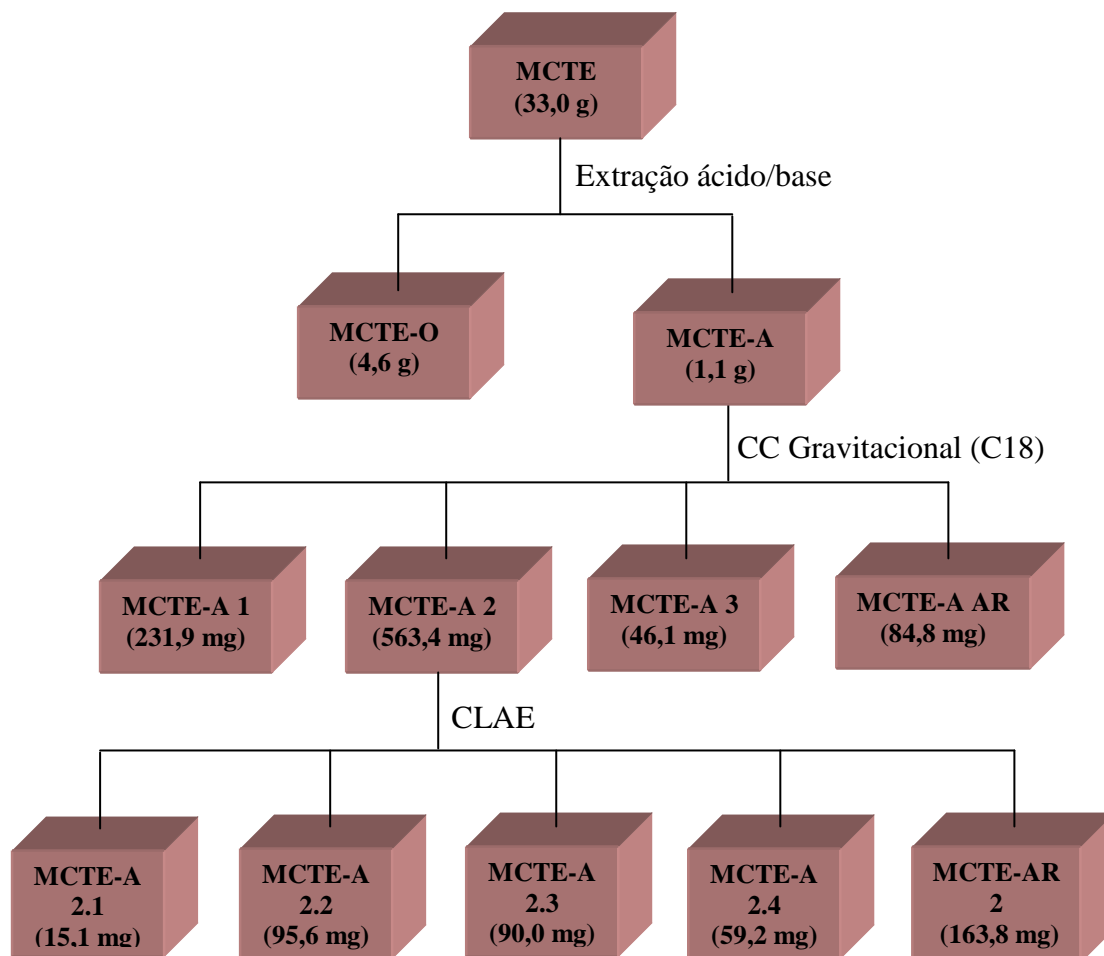 MCTE
(33,0 g)
Extração ácido/base
MCTE-O
(4,6 g)
MCTE-A
(1,1 g)
CC Gravitacional (C18)
MCTE-A 1
(231,9 mg)
MCTE-A 2
(563,4 mg)
MCTE-A 3
(46,1 mg)
MCTE-A AR
(84,8 mg)
CLAE
MCTE-A
2.1
(15,1 mg)
MCTE-A
2.2
(95,6 mg)
MCTE-A
2.3
(90,0 mg)
MCTE-A
2.4
(59,2 mg)
MCTE-AR
2
(163,8 mg)